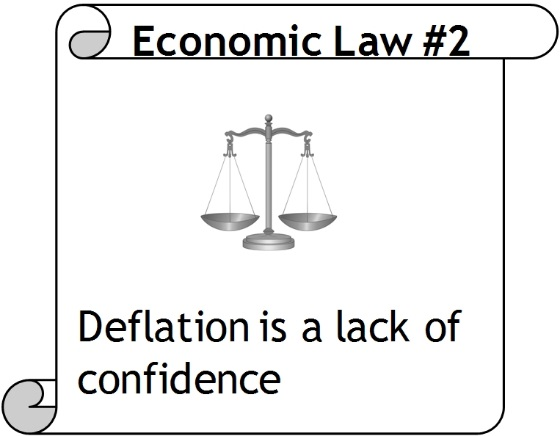 Economic Law #2
Deflation is a lack of
confidence